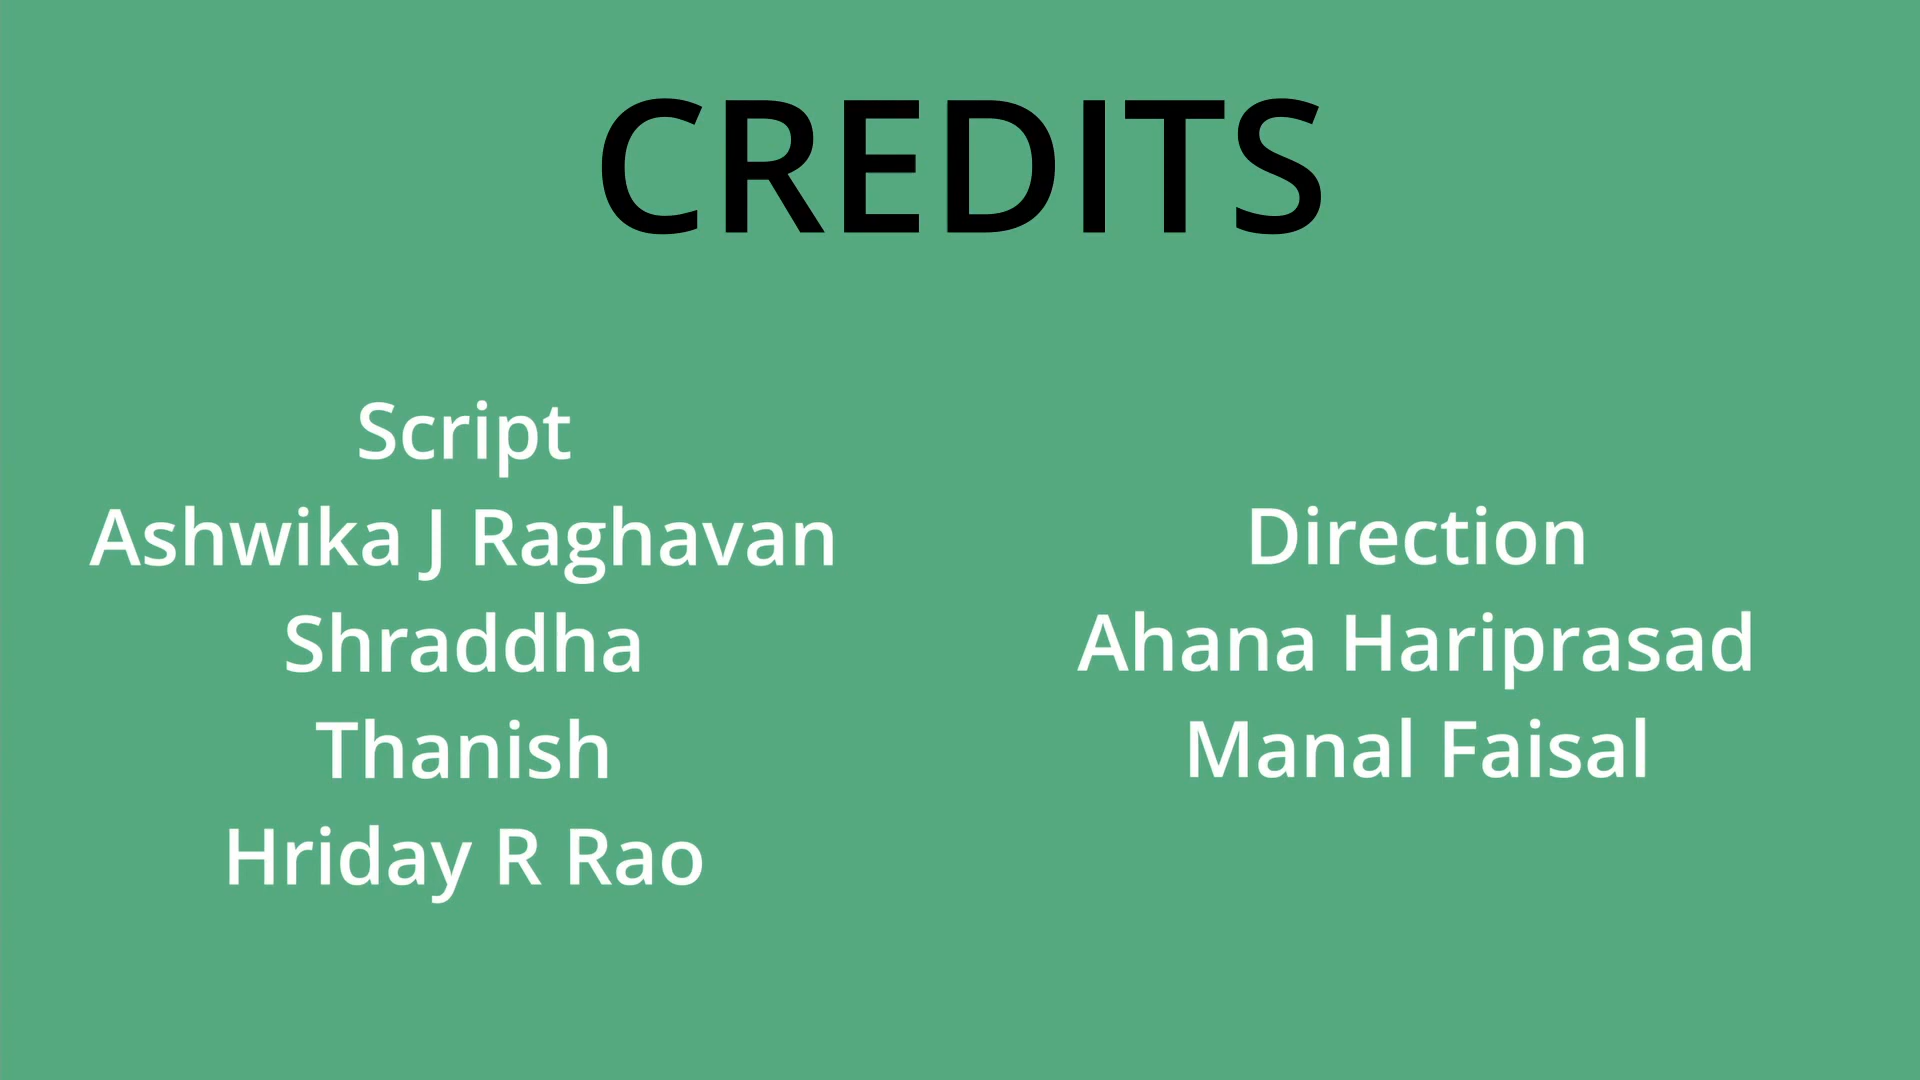 CREDITS
Script
Ashwika J Raghavan
Shraddha
Thanish
Hriday R Rao
Direction
Ahana Hariprasad
Manal Faisal